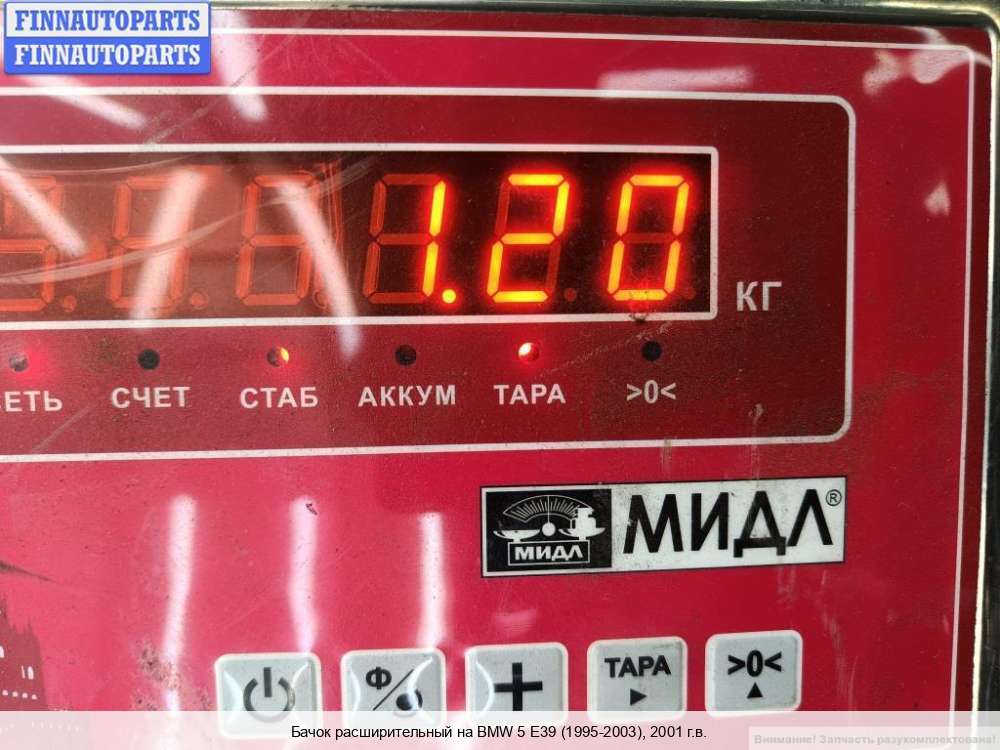 FINNAUTOPARTS
FINNAUTOPARTS
1.20
КГ
СЧЕТ СТАБ АККУМ ТАРА >0<
МИДЛ МИДЛ®
Ф
+ ТАРА >0<
Бачок расширительный на BMW 5 E39 (1995-2003), 2001 г.в.
Внимание! Запчасть разукомплектована!